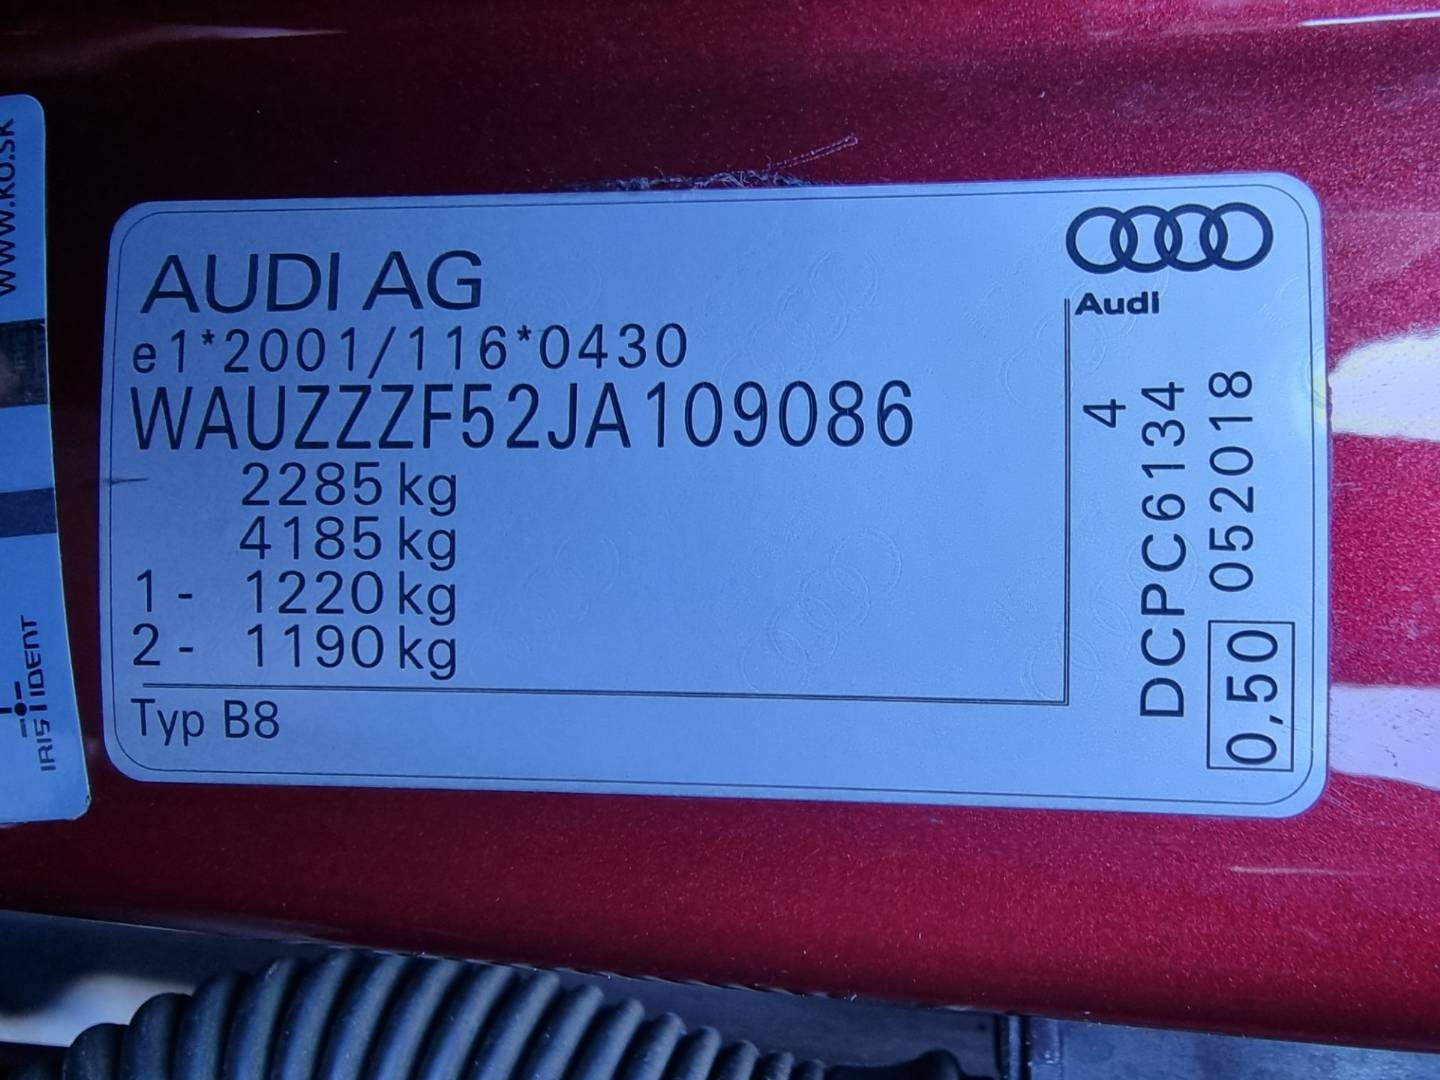 www.ko.sk
IRIS IDENT
AUDI AG
e1*2001/116*0430
WAUZZZF52JA109086
2285 kg
4185 kg
1 - 1220 kg
2 - 1190 kg
Typ B8
Audi
4
DCPC6134
0,50 052018